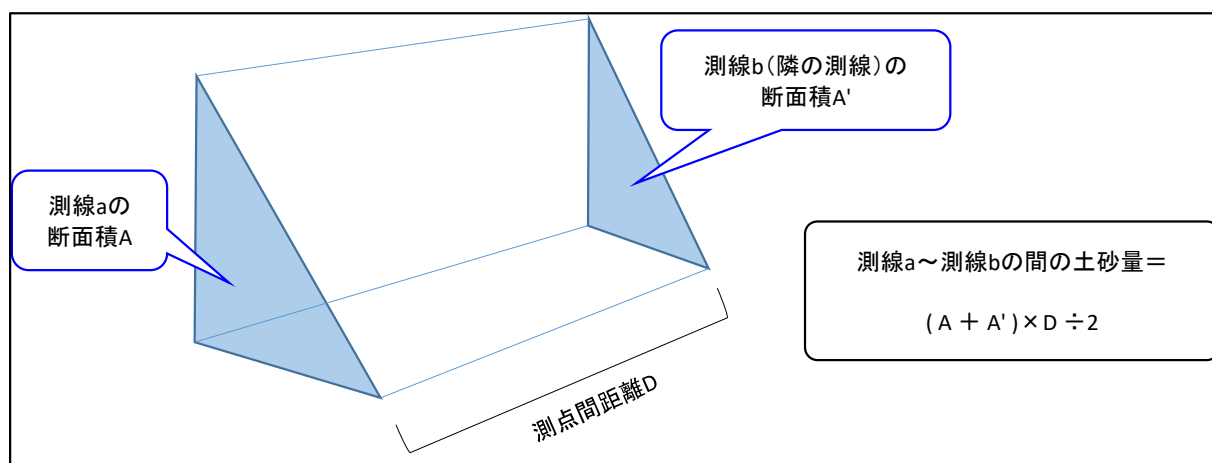 測線b(隣の測線)の
断面積A'
測線aの
断面積A
測線a~測線bの間の土砂量=
( A + A' )×D ÷2
測点間距離D